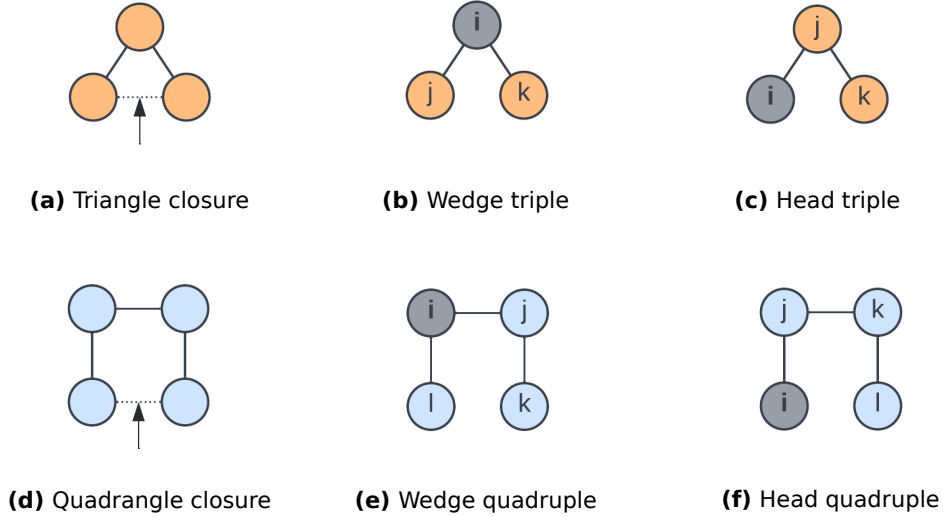 i
j
j
k
i
k
(a) Triangle closure
(b) Wedge triple
(c) Head triple
i
j
j
k
l
k
i
l
(d) Quadrangle closure
(e) Wedge quadruple
(f) Head quadruple